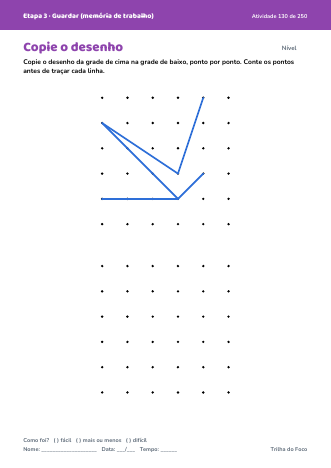 Etapa 3 · Guardar (memória de trabalho)
Atividade 130 de 250
Copie o desenho
Nível
Copie o desenho da grade de cima na grade de baixo, ponto por ponto. Conte os pontos
antes de traçar cada linha.
Como foi? ( ) fácil ( ) mais ou menos ( ) difícil
Nome: ____________________ Data: ___/___ Tempo: ______
Trilha do Foco